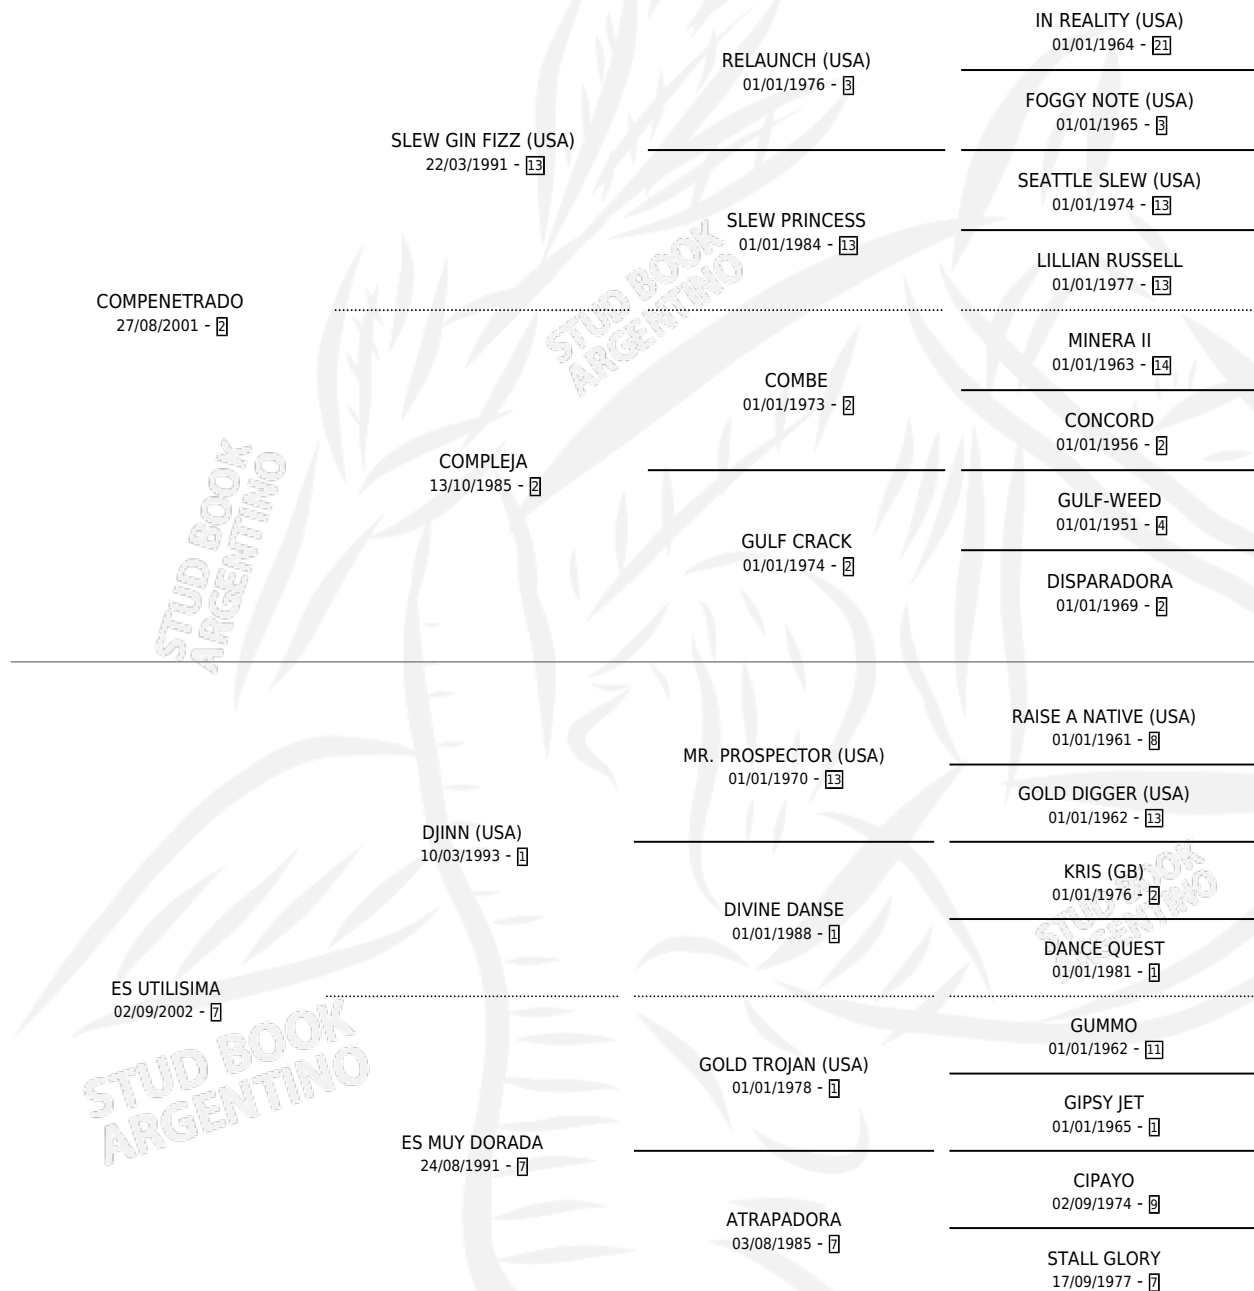 IN REALITY (USA)
01/01/1964 - 21
RELAUNCH (USA)
01/01/1976 - 3
FOGGY NOTE (USA)
01/01/1965 - 3
SLEW GIN FIZZ (USA)
22/03/1991 - 13
SEATTLE SLEW (USA)
01/01/1974 - 13
SLEW PRINCESS
01/01/1984 - 13
LILLIAN RUSSELL
01/01/1977 - 13
COMPENETRADO
27/08/2001 - 2
MINERA II
01/01/1963 - 14
COMBE
01/01/1973 - 2
CONCORD
01/01/1956 - 2
COMPLEJA
13/10/1985 - 2
GULF-WEED
01/01/1951 - 4
GULF CRACK
01/01/1974 - 2
DISPARADORA
01/01/1969 - 2
RAISE A NATIVE (USA)
01/01/1961 - 8
MR. PROSPECTOR (USA)
01/01/1970 - 13
GOLD DIGGER (USA)
01/01/1962 - 13
DJINN (USA)
10/03/1993 - 1
KRIS (GB)
01/01/1976 - 2
DIVINE DANSE
01/01/1988 - 1
DANCE QUEST
01/01/1981 - 1
ES UTILISIMA
02/09/2002 - 7
GUMMO
01/01/1962 - 11
GOLD TROJAN (USA)
01/01/1978 - 1
GIPSY JET
01/01/1965 - 1
ES MUY DORADA
24/08/1991 - 7
CIPAYO
02/09/1974 - 9
ATRAPADORA
03/08/1985 - 7
STALL GLORY
17/09/1977 - 7
STUD BOOK
ARGENTINO
STUD BOOK
ARGENTINO
STUD BOOK
ARGENTINO
STUD BOOK
ARGENTINO